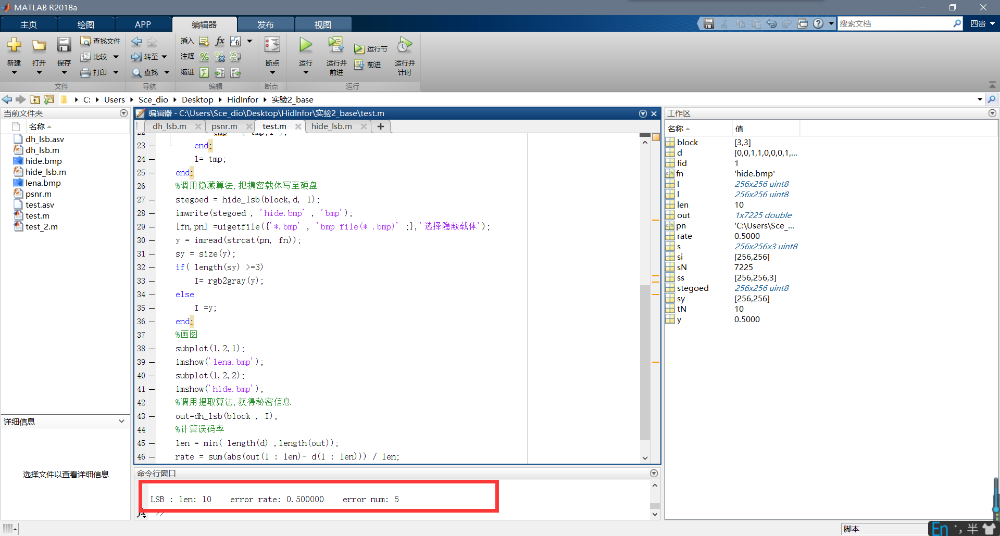 MATLAB R2018a
主页 绘图 APP 编辑器 发布 视图
搜索文档 四贵
新建 打开 保存 查找文件 比较 打印
转至 查找
插入 fx 注释 缩进
断点
运行 运行并前进 运行节 前进 运行并计时
文件 导航 编辑 断点 运行
C: Users Sce_dio Desktop HidInfor 实验2_base
当前文件夹
名称
dh_lsb.asv
dh_lsb.m
hide.bmp
hide_lsb.m
lena.bmp
psnr.m
test.asv
test.m
test_2.m
详细信息
选择文件以查看详细信息
编辑器 - C:\Users\Sce_dio\Desktop\HidInfor\实验2_base\test.m
dh_lsb.m psnr.m test.m hide_lsb.m +
23 — end;
24 — l= tmp;
25 — end;
26 %调用隐藏算法,把携密载体写至硬盘
27 — stegoed = hide_lsb(block,d, I);
28 — imwrite(stegoed , 'hide.bmp' , 'bmp');
29 — [fn,pn] =uigetfile({'*.bmp' , 'bmp file(* .bmp)' ;},'选择隐蔽载体');
30 — y = imread(strcat(pn, fn));
31 — sy = size(y);
32 — if( length(sy) >=3)
33 — I= rgb2gray(y);
34 — else
35 — I =y;
36 — end;
37 %画图
38 — subplot(1,2,1);
39 — imshow('lena.bmp');
40 — subplot(1,2,2);
41 — imshow('hide.bmp');
42 %调用提取算法,获得秘密信息
43 — out=dh_lsb(block , I);
44 %计算误码率
45 — len = min( length(d) ,length(out));
46 — rate = sum(abs(out(1 : len)- d(1 : len))) / len;
命令行窗口
LSB : len: 10 error rate: 0.500000 error num: 5
工作区
名称 值
block [3,3]
d [0,0,1,1,0,0,0,1,...
fid 1
fn 'hide.bmp'
I 256x256 uint8
l 256x256 uint8
len 10
out 1x7225 double
pn 'C:\Users\Sce_...
rate 0.5000
s 256x256x3 uint8
si [256,256]
sN 7225
ss [256,256,3]
stegoed 256x256 uint8
sy [256,256]
tN 10
y 0.5000
脚本
En 半